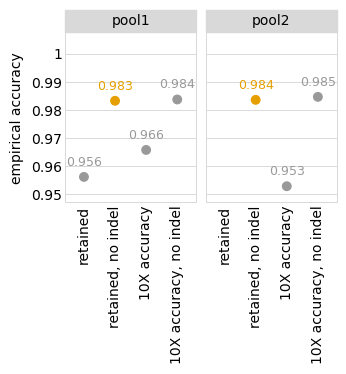 pool1
pool2
empirical accuracy
1
0.99
0.98
0.97
0.96
0.95
0.956
0.983
0.966
0.984
0.984
0.953
0.985
retained
retained, no indel
10X accuracy
10X accuracy, no indel
retained
retained, no indel
10X accuracy
10X accuracy, no indel